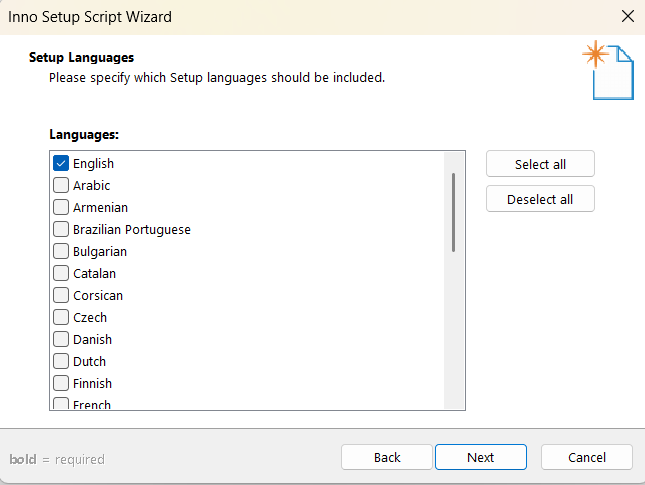 Inno Setup Script Wizard
Setup Languages
Please specify which Setup languages should be included.
Languages:
English
Arabic
Armenian
Brazilian Portuguese
Bulgarian
Catalan
Corsican
Czech
Danish
Dutch
Finnish
French
Select all
Deselect all
bold = required
Back
Next
Cancel